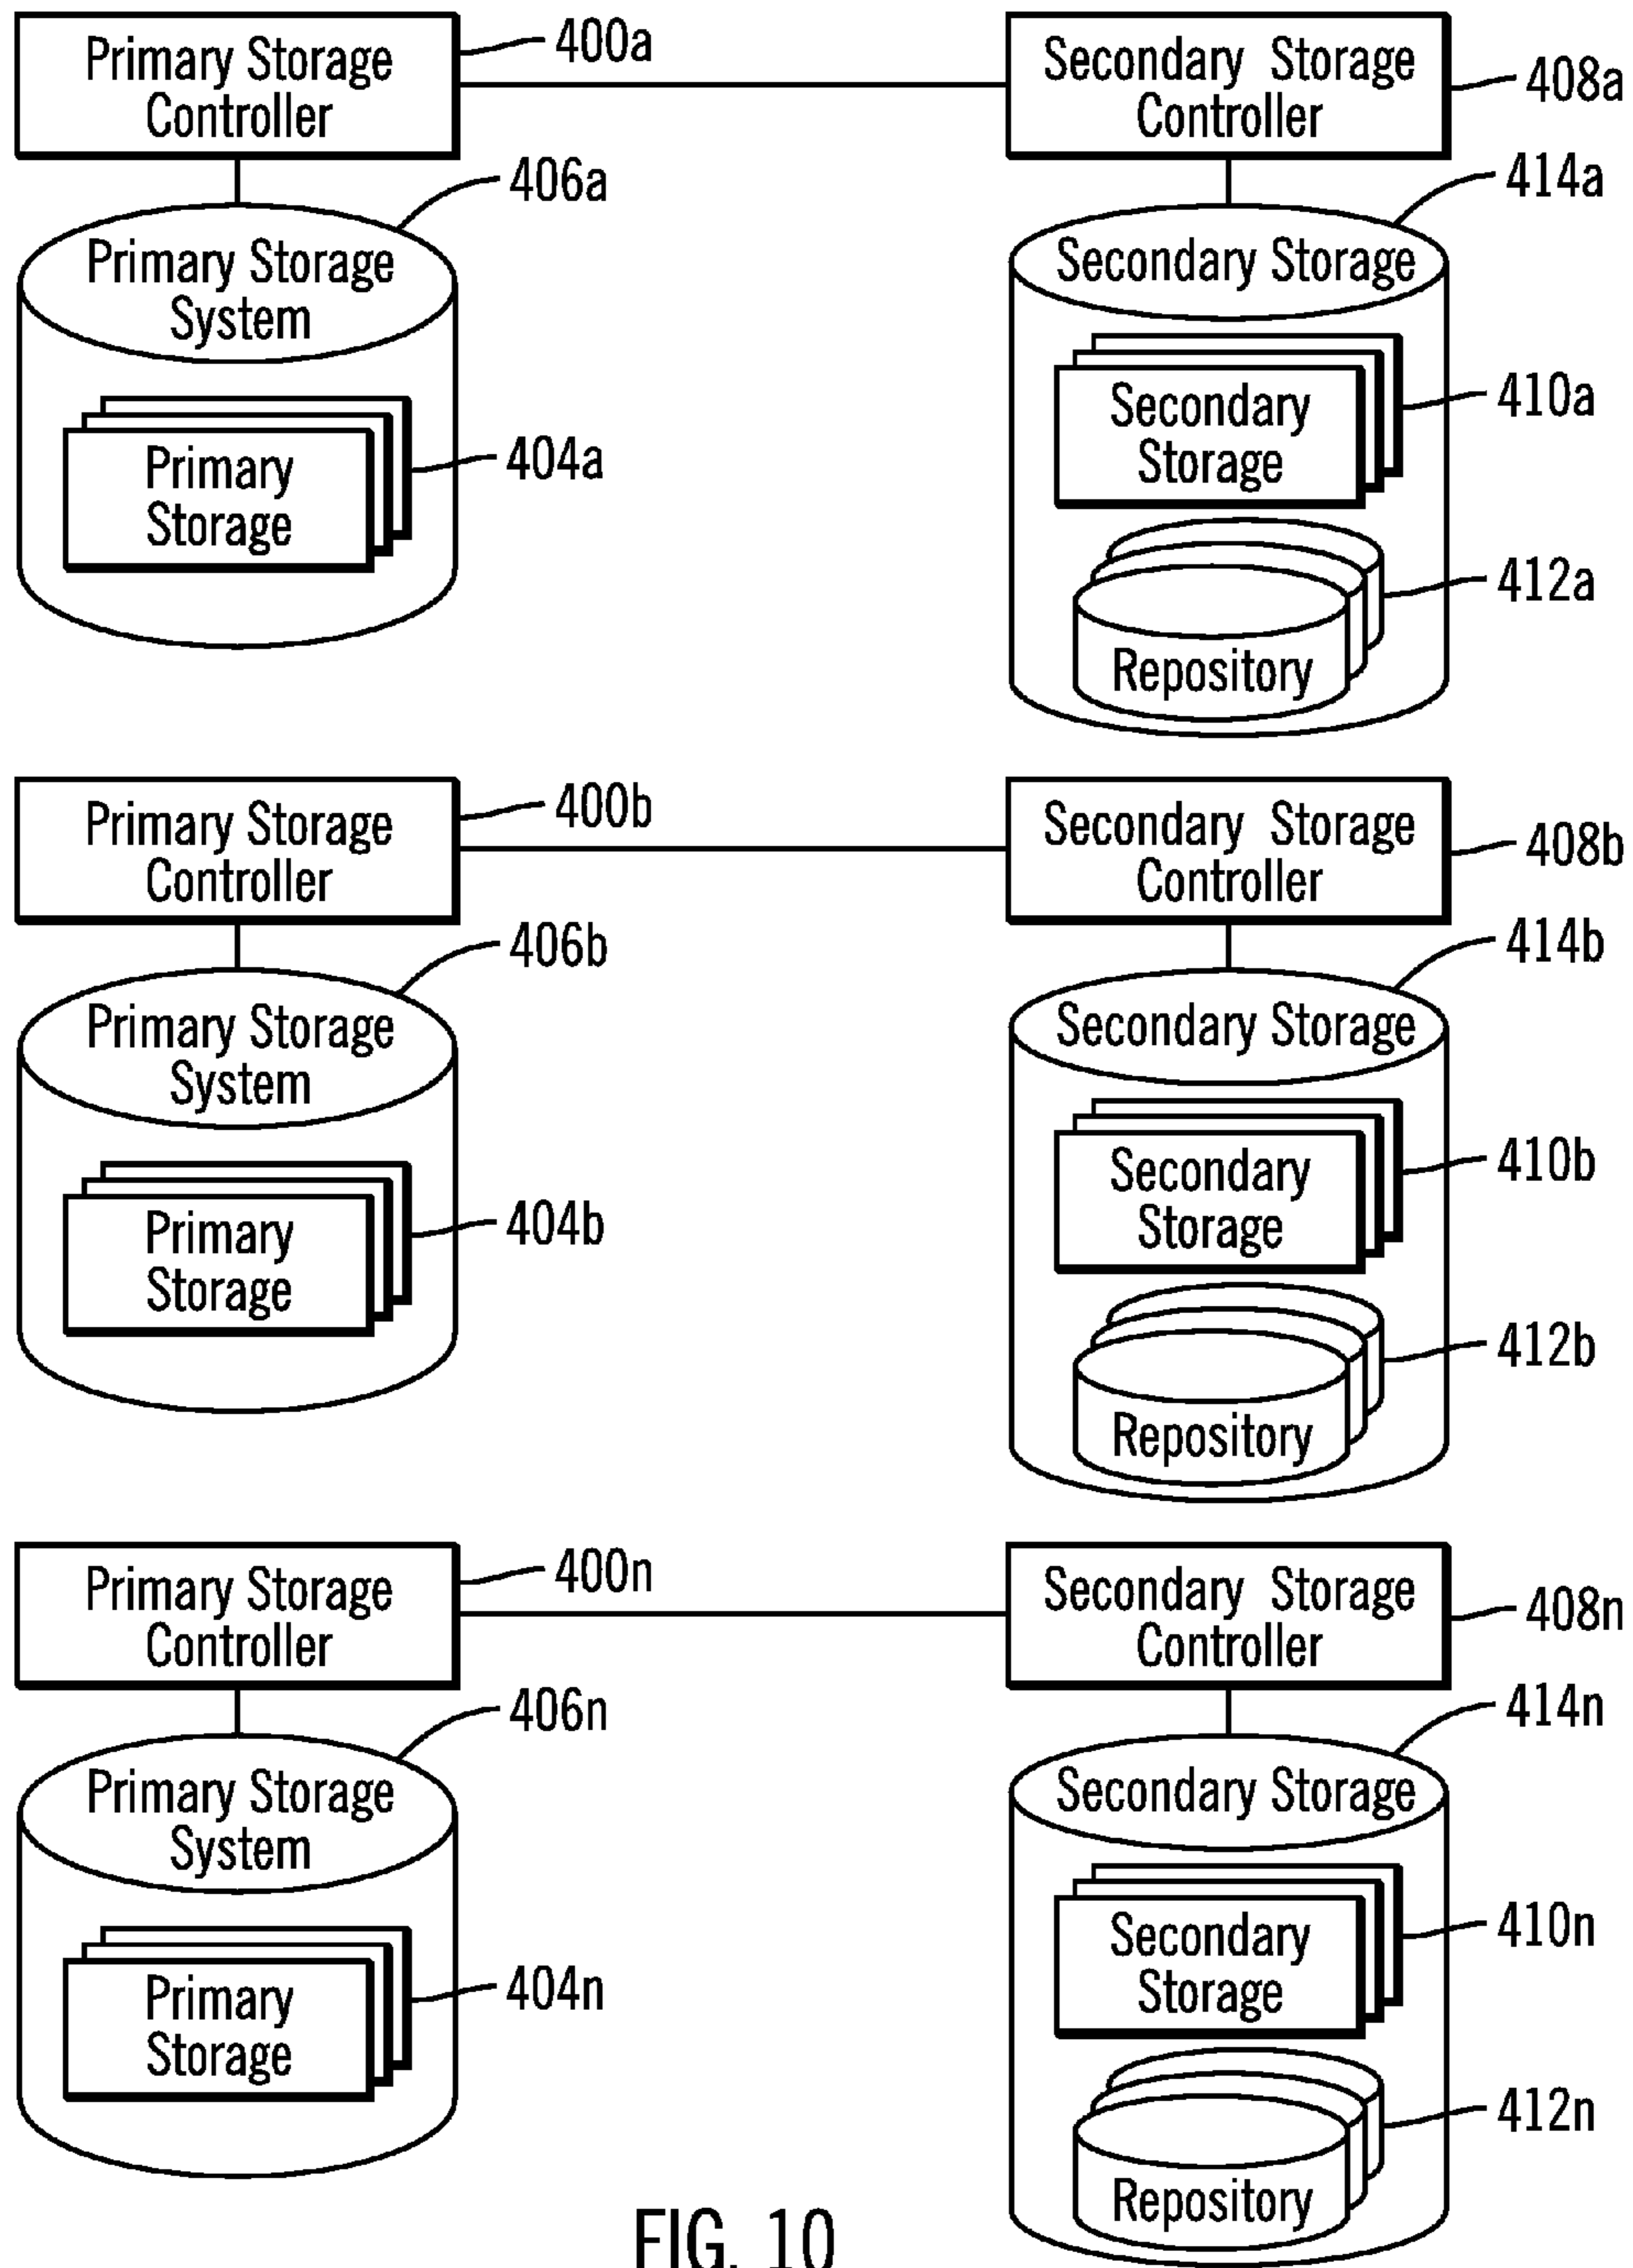 Primary Storage
Controller
400a
Secondary Storage
Controller
408a
406a
Primary Storage
System
414a
Secondary Storage
Primary
Storage
404a
Secondary
Storage
410a
412a
Repository
Primary Storage
Controller
400b
Secondary Storage
Controller
408b
406b
Primary Storage
System
414b
Secondary Storage
Primary
Storage
404b
Secondary
Storage
410b
412b
Repository
Primary Storage
Controller
400n
Secondary Storage
Controller
408n
406n
Primary Storage
System
414n
Secondary Storage
Primary
Storage
404n
Secondary
Storage
410n
412n
Repository
FIG. 10